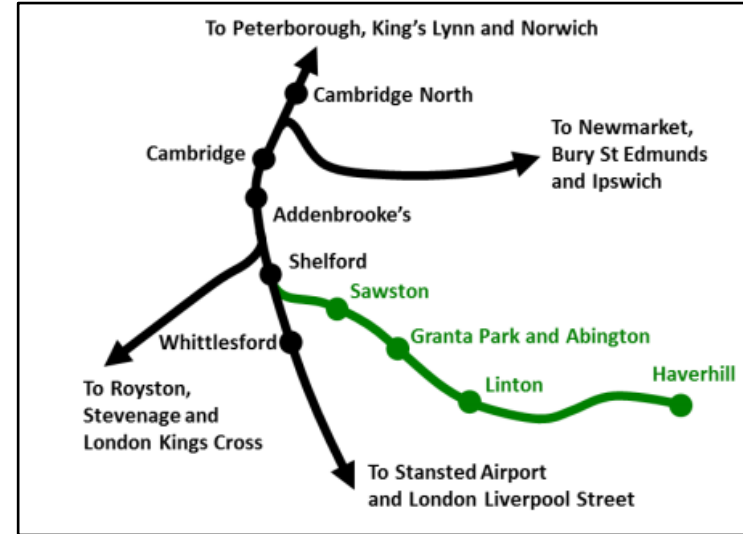 To Peterborough, King's Lynn and Norwich
Cambridge North
To Newmarket,
Bury St Edmunds
and Ipswich
Cambridge
Addenbrooke's
Shelford
Sawston
Whittlesford
Granta Park and Abington
Linton
Haverhill
To Royston,
Stevenage and
London Kings Cross
To Stansted Airport
and London Liverpool Street